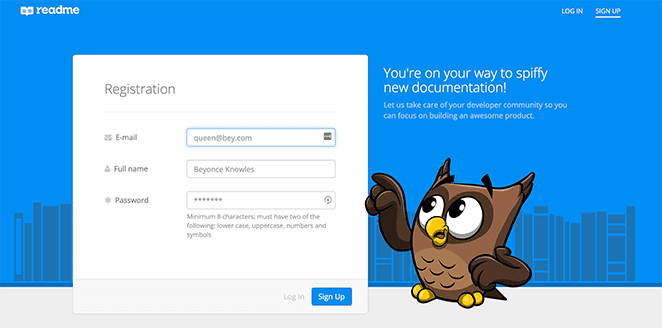 readme
LOG IN
SIGN UP
Registration
E-mail
queen@bey.com
Full name
Beyonce Knowles
Password
*******
Minimum 8 characters; must have two of the
following: lower case, uppercase, numbers and
symbols
Log In
Sign Up
You're on your way to spiffy
new documentation!
Let us take care of your developer community so you
can focus on building an awesome product.